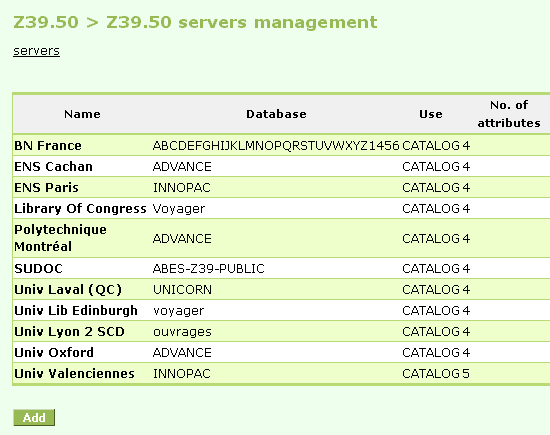 Z39.50 > Z39.50 servers management
servers
Name Database Use No. of attributes
BN France ABCDEFGHIJKLMNOPQRSTUVWXYZ1456 CATALOG 4
ENS Cachan ADVANCE CATALOG 4
ENS Paris INNOPAC CATALOG 4
Library Of Congress Voyager CATALOG 4
Polytechnique Montréal ADVANCE CATALOG 4
SUDOC ABES-Z39-PUBLIC CATALOG 4
Univ Laval (QC) UNICORN CATALOG 4
Univ Lib Edinburgh voyager CATALOG 4
Univ Lyon 2 SCD ouvrages CATALOG 4
Univ Oxford ADVANCE CATALOG 4
Univ Valenciennes INNOPAC CATALOG 5
Add